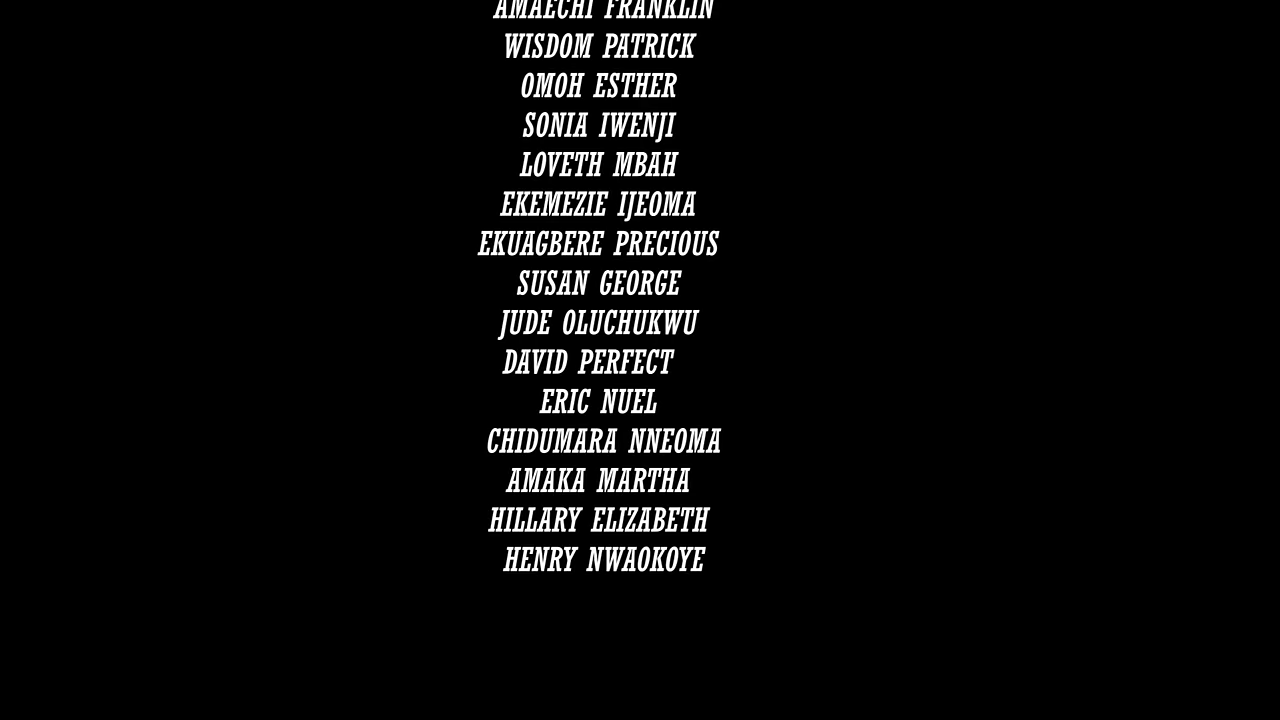 AMAECHI FRANKLIN
WISDOM PATRICK
OMOH ESTHER
SONIA IWENJI
LOVETH MBAH
EKEMEZIE IJEOMA
EKUAGBERE PRECIOUS
SUSAN GEORGE
JUDE OLUCHUKWU
DAVID PERFECT
ERIC NUEL
CHIDUMARA NNEOMA
AMAKA MARTHA
HILLARY ELIZABETH
HENRY NWAOKOYE